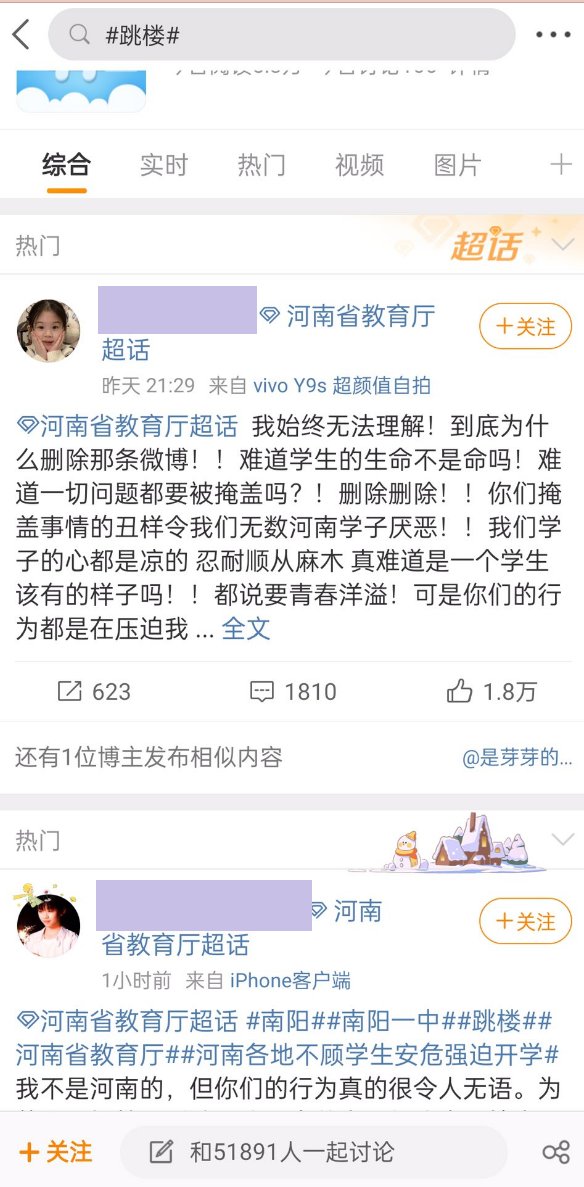 #跳楼#
综合 实时 热门 视频 图片
热门 超话
河南省教育厅
超话
昨天 21:29 来自 vivo Y9s 超颜值自拍
+关注
河南省教育厅超话 我始终无法理解！到底为什
么删除那条微博！！难道学生的生命不是命吗！难
道一切问题都要被掩盖吗？！删除删除！！你们掩
盖事情的丑样令我们无数河南学子厌恶！！我们学
子的心都是凉的 忍耐顺从麻木 真难道是一个学生
该有的样子吗！！都说要青春洋溢！可是你们的行
为都是在压迫我 ... 全文
623 1810 1.8万
还有1位博主发布相似内容 @是芽芽的...
热门
河南
省教育厅超话
1小时前 来自 iPhone客户端
+关注
河南省教育厅超话 #南阳##南阳一中##跳楼##
河南省教育厅##河南各地不顾学生安危强迫开学#
我不是河南的，但你们的行为真的很令人无语。为
+关注 和51891人一起讨论